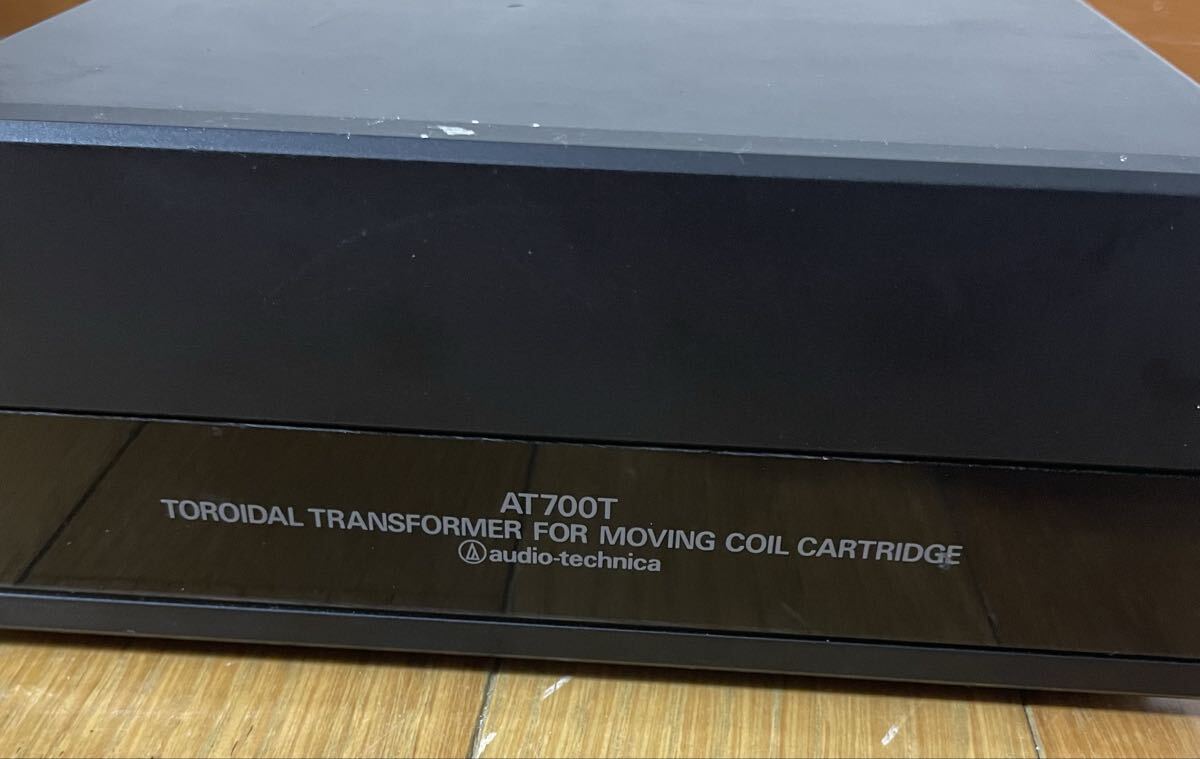 AT700T
TOROIDAL TRANSFORMER FOR MOVING COIL CARTRIDGE
audio-technica